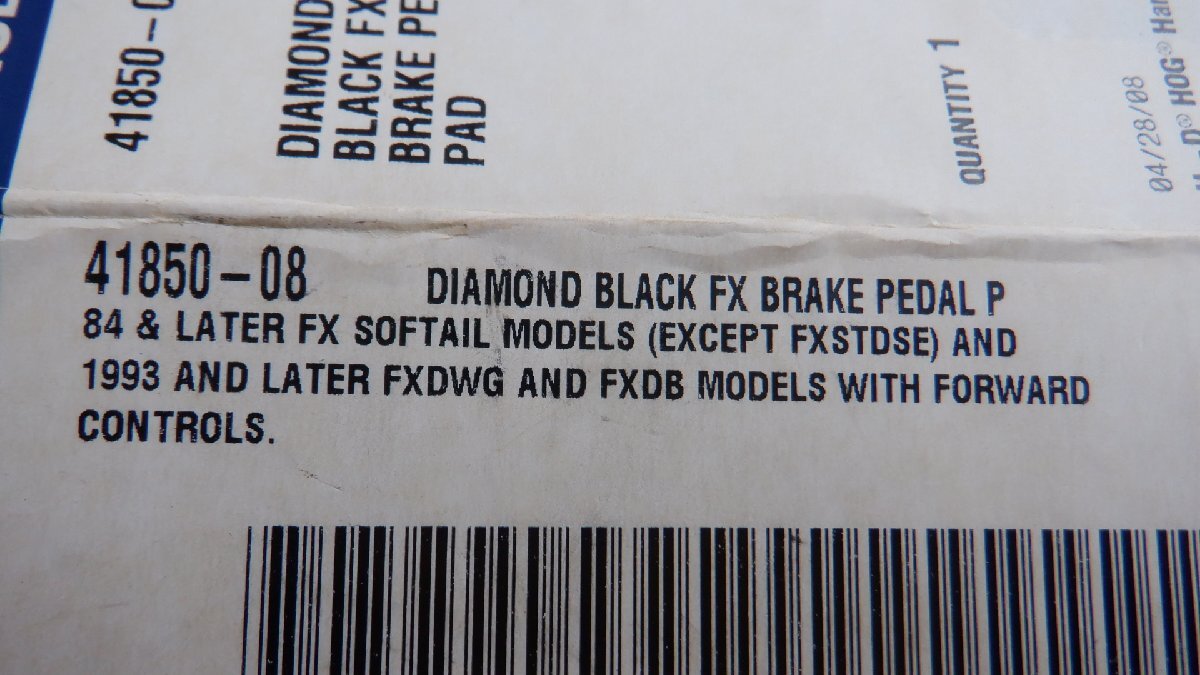 41850-0
DIAMOND
BLACK FX
BRAKE PE
PAD
QUANTITY 1
04/28/08
D® HOG® Har
41850-08 DIAMOND BLACK FX BRAKE PEDAL P
84 & LATER FX SOFTAIL MODELS (EXCEPT FXSTDSE) AND
1993 AND LATER FXDWG AND FXDB MODELS WITH FORWARD
CONTROLS.